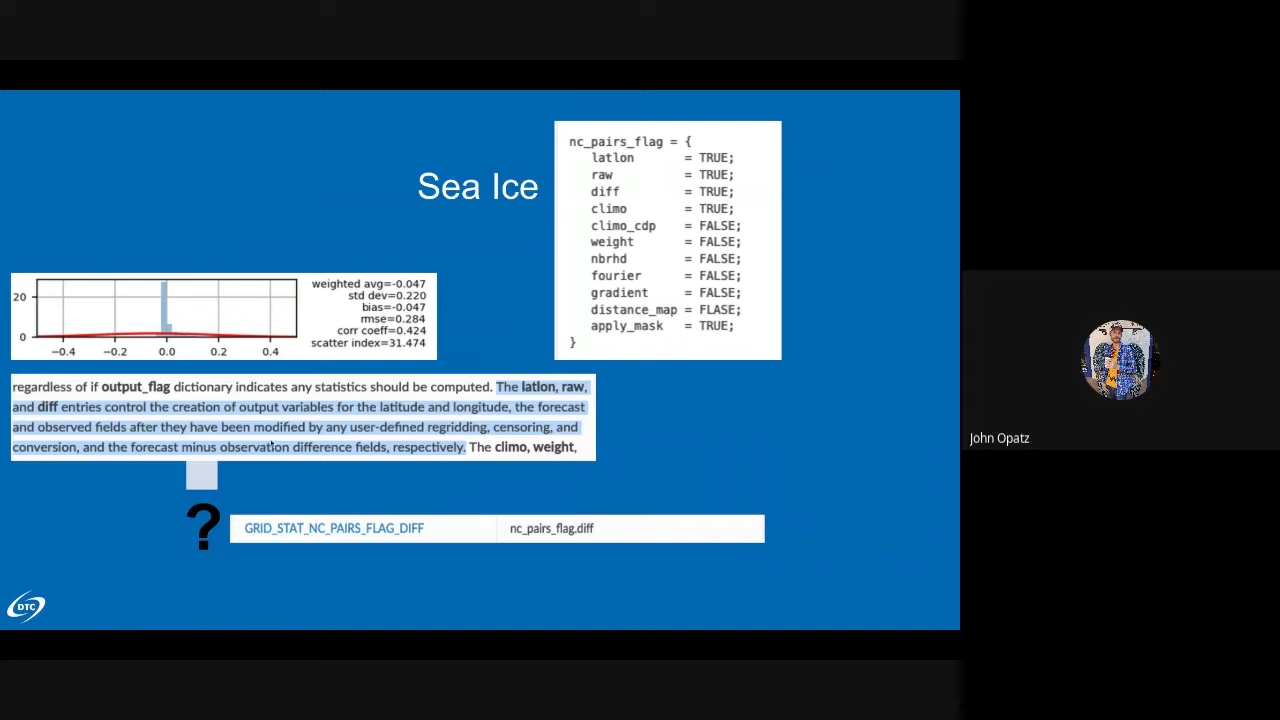 Sea Ice
nc_pairs_flag = {
latlon = TRUE;
raw = TRUE;
diff = TRUE;
climo = TRUE;
climo_cdp = FALSE;
weight = FALSE;
nbrhd = FALSE;
fourier = FALSE;
gradient = FALSE;
distance_map = FLASE;
apply_mask = TRUE;
}
20
0
−0.4 −0.2 0.0 0.2 0.4
weighted avg=-0.047
std dev=0.220
bias=-0.047
rmse=0.284
corr coeff=0.424
scatter index=31.474
regardless of if output_flag dictionary indicates any statistics should be computed. The latlon, raw,
and diff entries control the creation of output variables for the latitude and longitude, the forecast
and observed fields after they have been modified by any user-defined regridding, censoring, and
conversion, and the forecast minus observation difference fields, respectively. The climo, weight,
?
GRID_STAT_NC_PAIRS_FLAG_DIFF nc_pairs_flag.diff
DTC
John Opatz